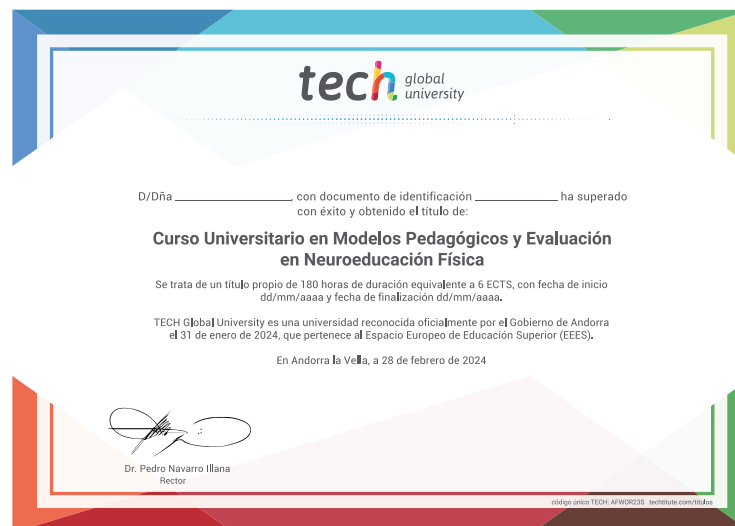 tech global university
D/Dña ______________, con documento de identificación __________ ha superado
con éxito y obtenido el título de:
Curso Universitario en Modelos Pedagógicos y Evaluación
en Neuroeducación Física
Se trata de un título propio de 180 horas de duración equivalente a 6 ECTS, con fecha de inicio
dd/mm/aaaa y fecha de finalización dd/mm/aaaa.
TECH Global University es una universidad reconocida oficialmente por el Gobierno de Andorra
el 31 de enero de 2024, que pertenece al Espacio Europeo de Educación Superior (EEES).
En Andorra la Vella, a 28 de febrero de 2024
Dr. Pedro Navarro Illana
Rector
código único TECH: AFWOR23S techtitute.com/titulos